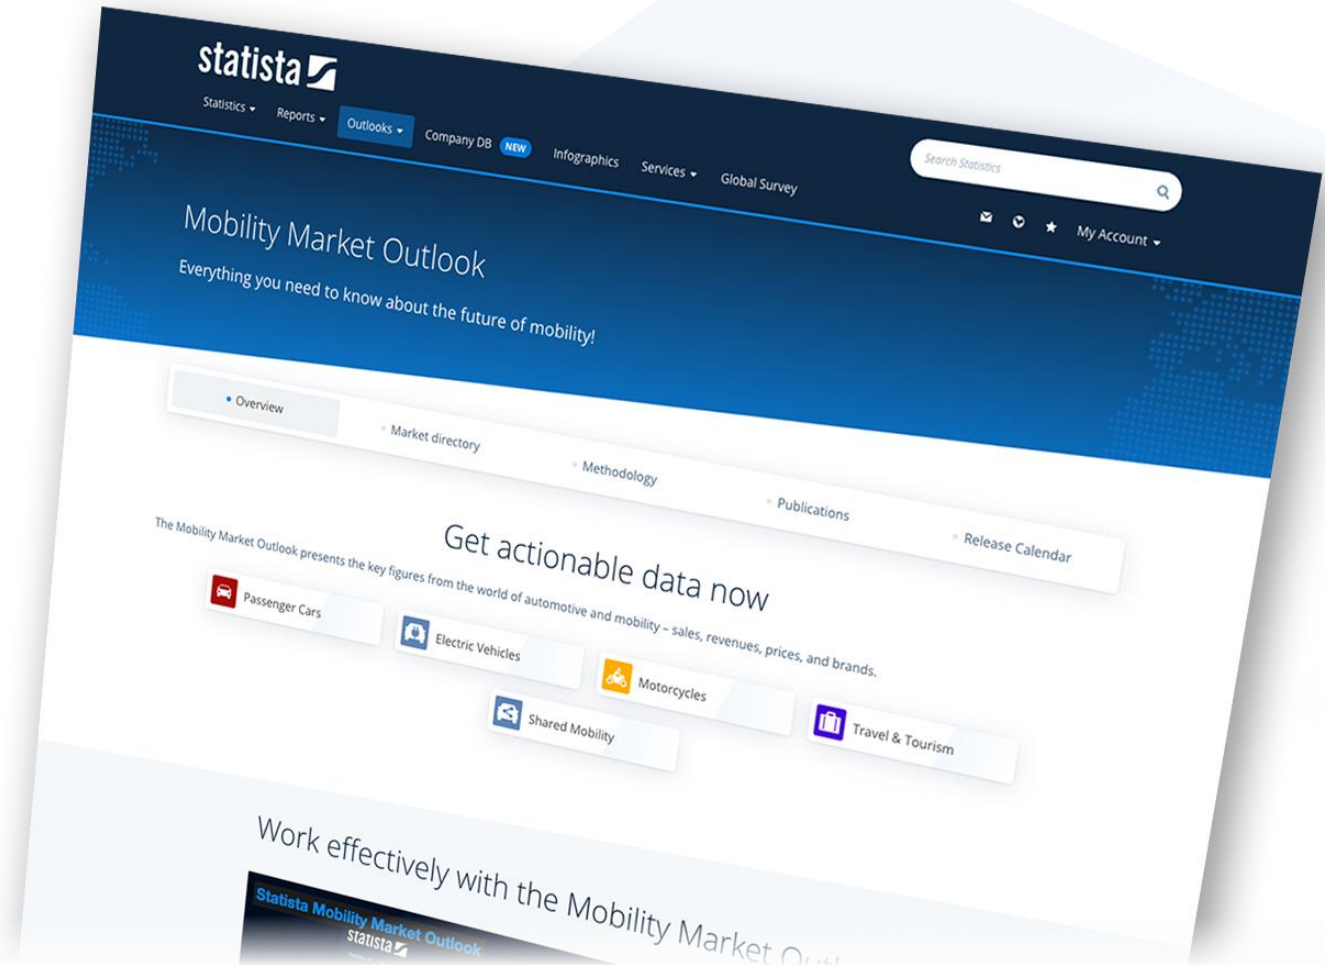 statista
Statistics Reports Outlooks Company DB NEW Infographics Services Global Survey
Search Statistics
My Account
Mobility Market Outlook
Everything you need to know about the future of mobility!
Overview Market directory Methodology Publications Release Calendar
Get actionable data now
The Mobility Market Outlook presents the key figures from the world of automotive and mobility – sales, revenues, prices, and brands.
Passenger Cars Electric Vehicles Motorcycles Travel & Tourism
Shared Mobility
Work effectively with the Mobility Market
Statista Mobility Market Outlook
statista